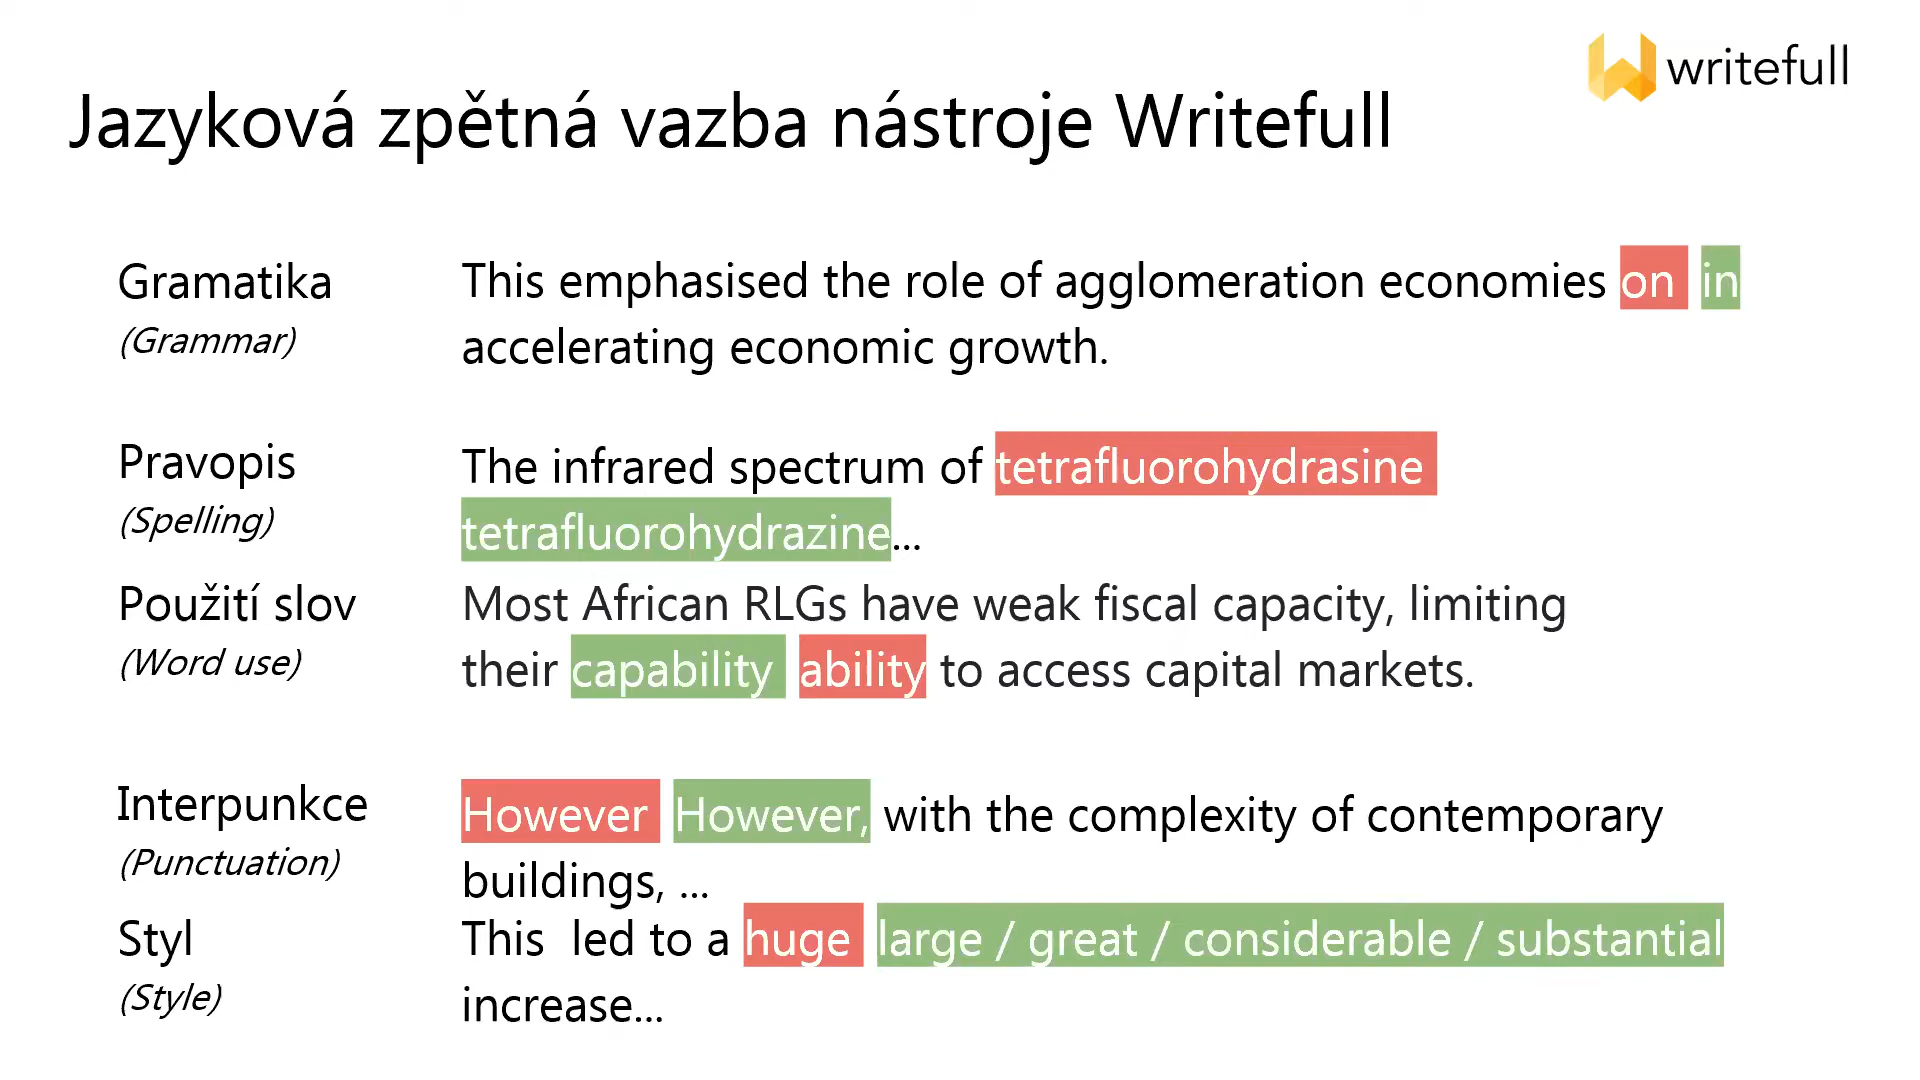 writefull
Jazyková zpětná vazba nástroje Writefull
Gramatika
(Grammar)
This emphasised the role of agglomeration economies on in
accelerating economic growth.
Pravopis
(Spelling)
The infrared spectrum of tetrafluorohydrasine
tetrafluorohydrazine...
Použití slov
(Word use)
Most African RLGs have weak fiscal capacity, limiting
their capability ability to access capital markets.
Interpunkce
(Punctuation)
However However, with the complexity of contemporary
buildings, ...
Styl
(Style)
This led to a huge large / great / considerable / substantial
increase...